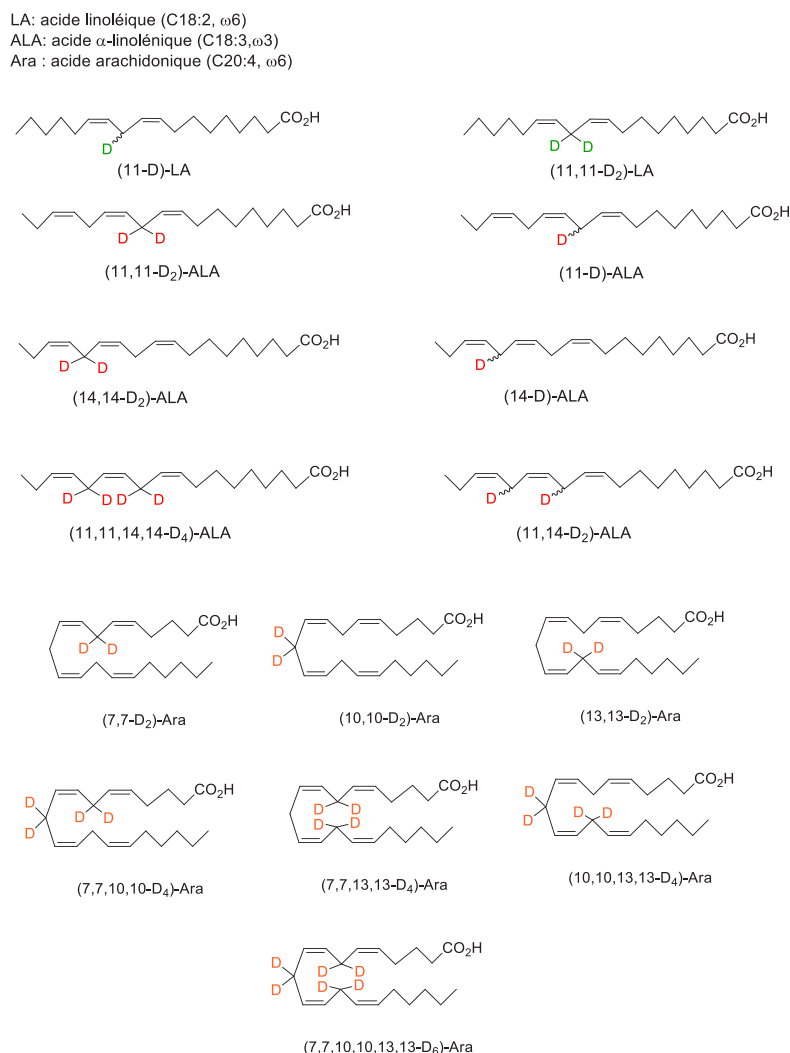 LA: acide linoléique (C18:2, ω6)
ALA: acide α-linolénique (C18:3,ω3)
Ara : acide arachidonique (C20:4, ω6)
CO₂H CO₂H
D D D
(11-D)-LA (11,11-D₂)-LA
CO₂H CO₂H
D D D
(11,11-D₂)-ALA (11-D)-ALA
CO₂H CO₂H
D D D
(14,14-D₂)-ALA (14-D)-ALA
CO₂H CO₂H
D D D D D D
(11,11,14,14-D₄)-ALA (11,14-D₂)-ALA
CO₂H CO₂H CO₂H
D D D D D D
(7,7-D₂)-Ara (10,10-D₂)-Ara (13,13-D₂)-Ara
CO₂H CO₂H CO₂H
D D D D D D D D D D D D
(7,7,10,10-D₄)-Ara (7,7,13,13-D₄)-Ara (10,10,13,13-D₄)-Ara
CO₂H
D D D D D D
(7,7,10,10,13,13-D₆)-Ara